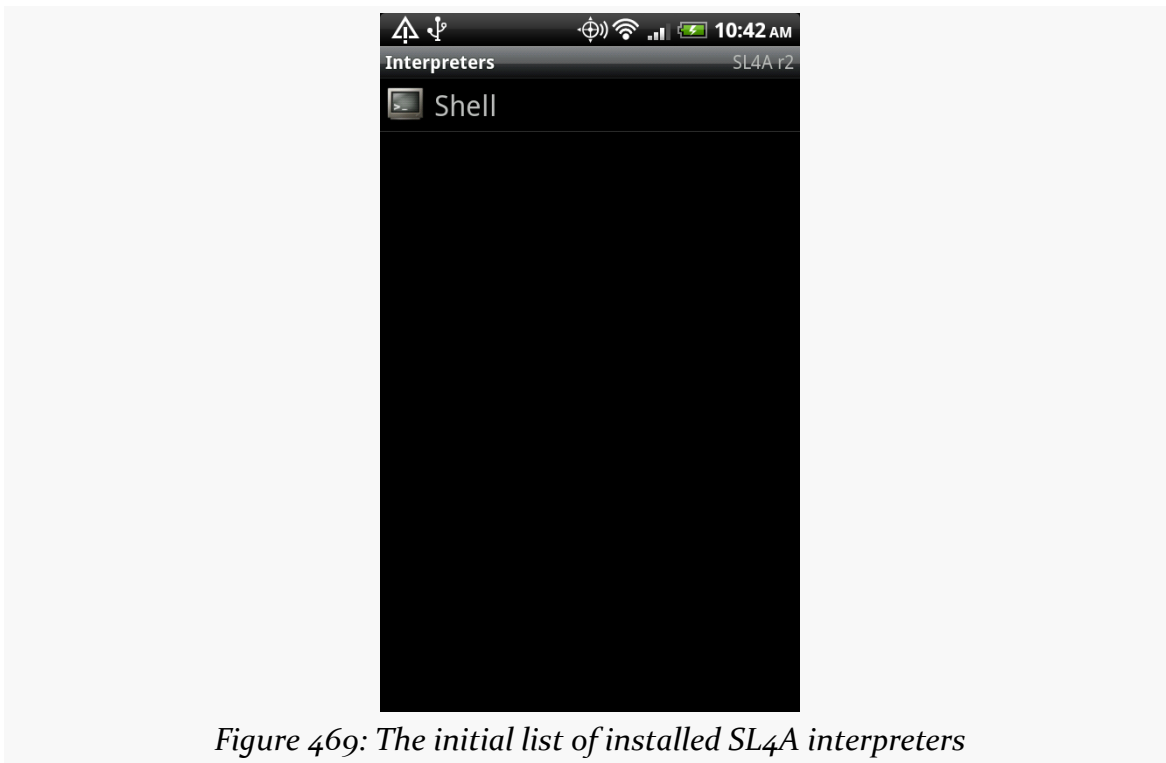 10:42 AM
Interpreters SL4A r2
Shell
Figure 469: The initial list of installed SL4A interpreters